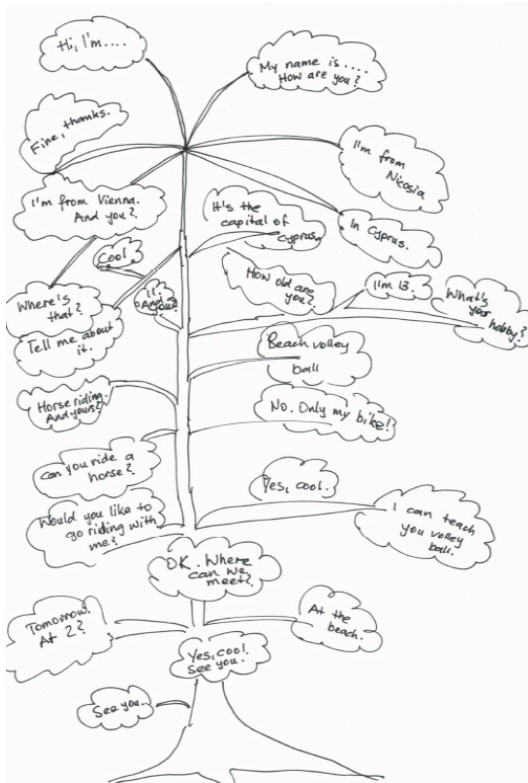 Hi, I'm....
My name is ....
How are you?
Fine, thanks.
I'm from Vienna.
And you?
I'm from
Nicosia
Where's
that?
In Cyprus.
Tell me about
it.
It's the
capital of
Cyprus.
Cool.
How old are
you?
11.
And you?
I'm 13.
What's
your
hobby?
Horse riding.
And yours?
Beach volley
ball
Can you ride a
horse?
No. Only my bike!
Would you like to
go riding with
me?
Yes, cool.
I can teach
you volley
ball.
OK. Where
can we
meet?
At the
beach.
Tomorrow?
At 2?
Yes, cool.
See you.
See you.